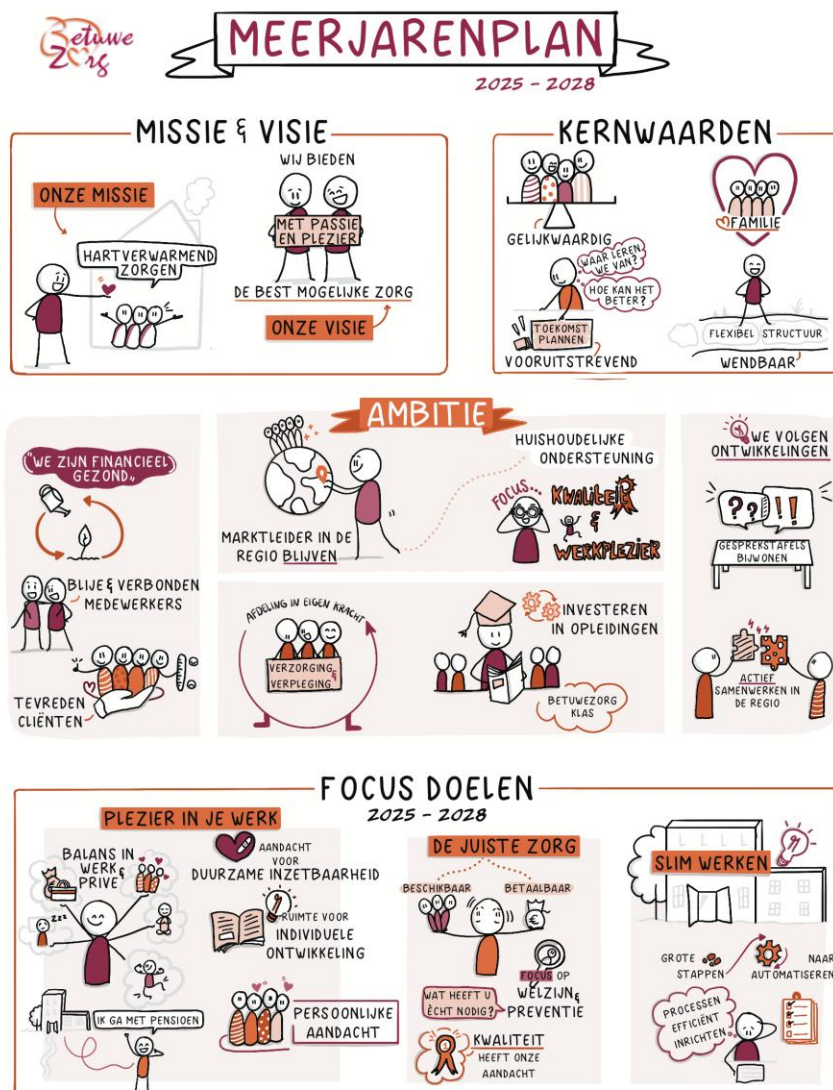 Betuwe
Zorg
MEERJARENPLAN
2025 - 2028
MISSIE & VISIE
ONZE MISSIE
HARTVERWARMEND
ZORGEN
WIJ BIEDEN
MET PASSIE
EN PLEZIER
DE BEST MOGELIJKE ZORG
ONZE VISIE
KERNWAARDEN
GELIJKWAARDIG
FAMILIE
WAAR LEREN
WE VAN?
HOE KAN HET
BETER?
TOEKOMST
PLANNEN
VOORUITSTREVEND
FLEXIBEL STRUCTUUR
WENDBAAR
AMBITIE
"WE ZIJN FINANCIEEL
GEZOND"
BLIJE & VERBONDEN
MEDEWERKERS
TEVREDEN
CLIËNTEN
MARKTLEIDER IN DE
REGIO BLIJVEN
HUISHOUDELIJKE
ONDERSTEUNING
FOCUS...
KWALITEIT
&
WERKPLEZIER
AFDELING IN EIGEN KRACHT
VERZORGING &
VERPLEGING
INVESTEREN
IN OPLEIDINGEN
BETUWEZORG
KLAS
WE VOLGEN
ONTWIKKELINGEN
?? !!
GESPREKSTAFELS
BIJWONEN
ACTIEF
SAMENWERKEN IN
DE REGIO
FOCUS DOELEN
2025 - 2028
PLEZIER IN JE WERK
BALANS IN
WERK &
PRIVE
ZZZ
IK GA MET PENSIOEN
AANDACHT
VOOR
DUURZAME INZETBAARHEID
RUIMTE VOOR
INDIVIDUELE
ONTWIKKELING
PERSOONLIJKE
AANDACHT
DE JUISTE ZORG
BESCHIKBAAR
BETAALBAAR
€
FOCUS OP
WELZIJN &
PREVENTIE
WAT HEEFT U
ÈCHT NODIG?
1
KWALITEIT
HEEFT ONZE
AANDACHT
SLIM WERKEN
GROTE
STAPPEN
NAAR
AUTOMATISEREN
PROCESSEN
EFFICIËNT
INRICHTEN